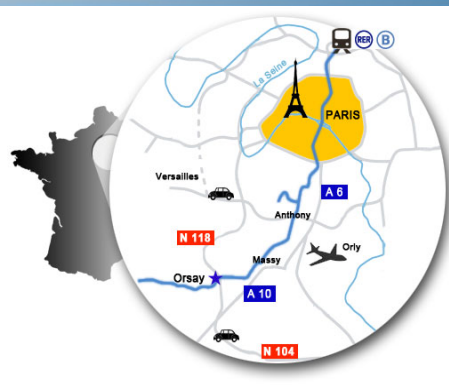 RER B
La Seine
PARIS
Versailles
A 6
Anthony
N 118
Orly
Massy
Orsay
A 10
N 104